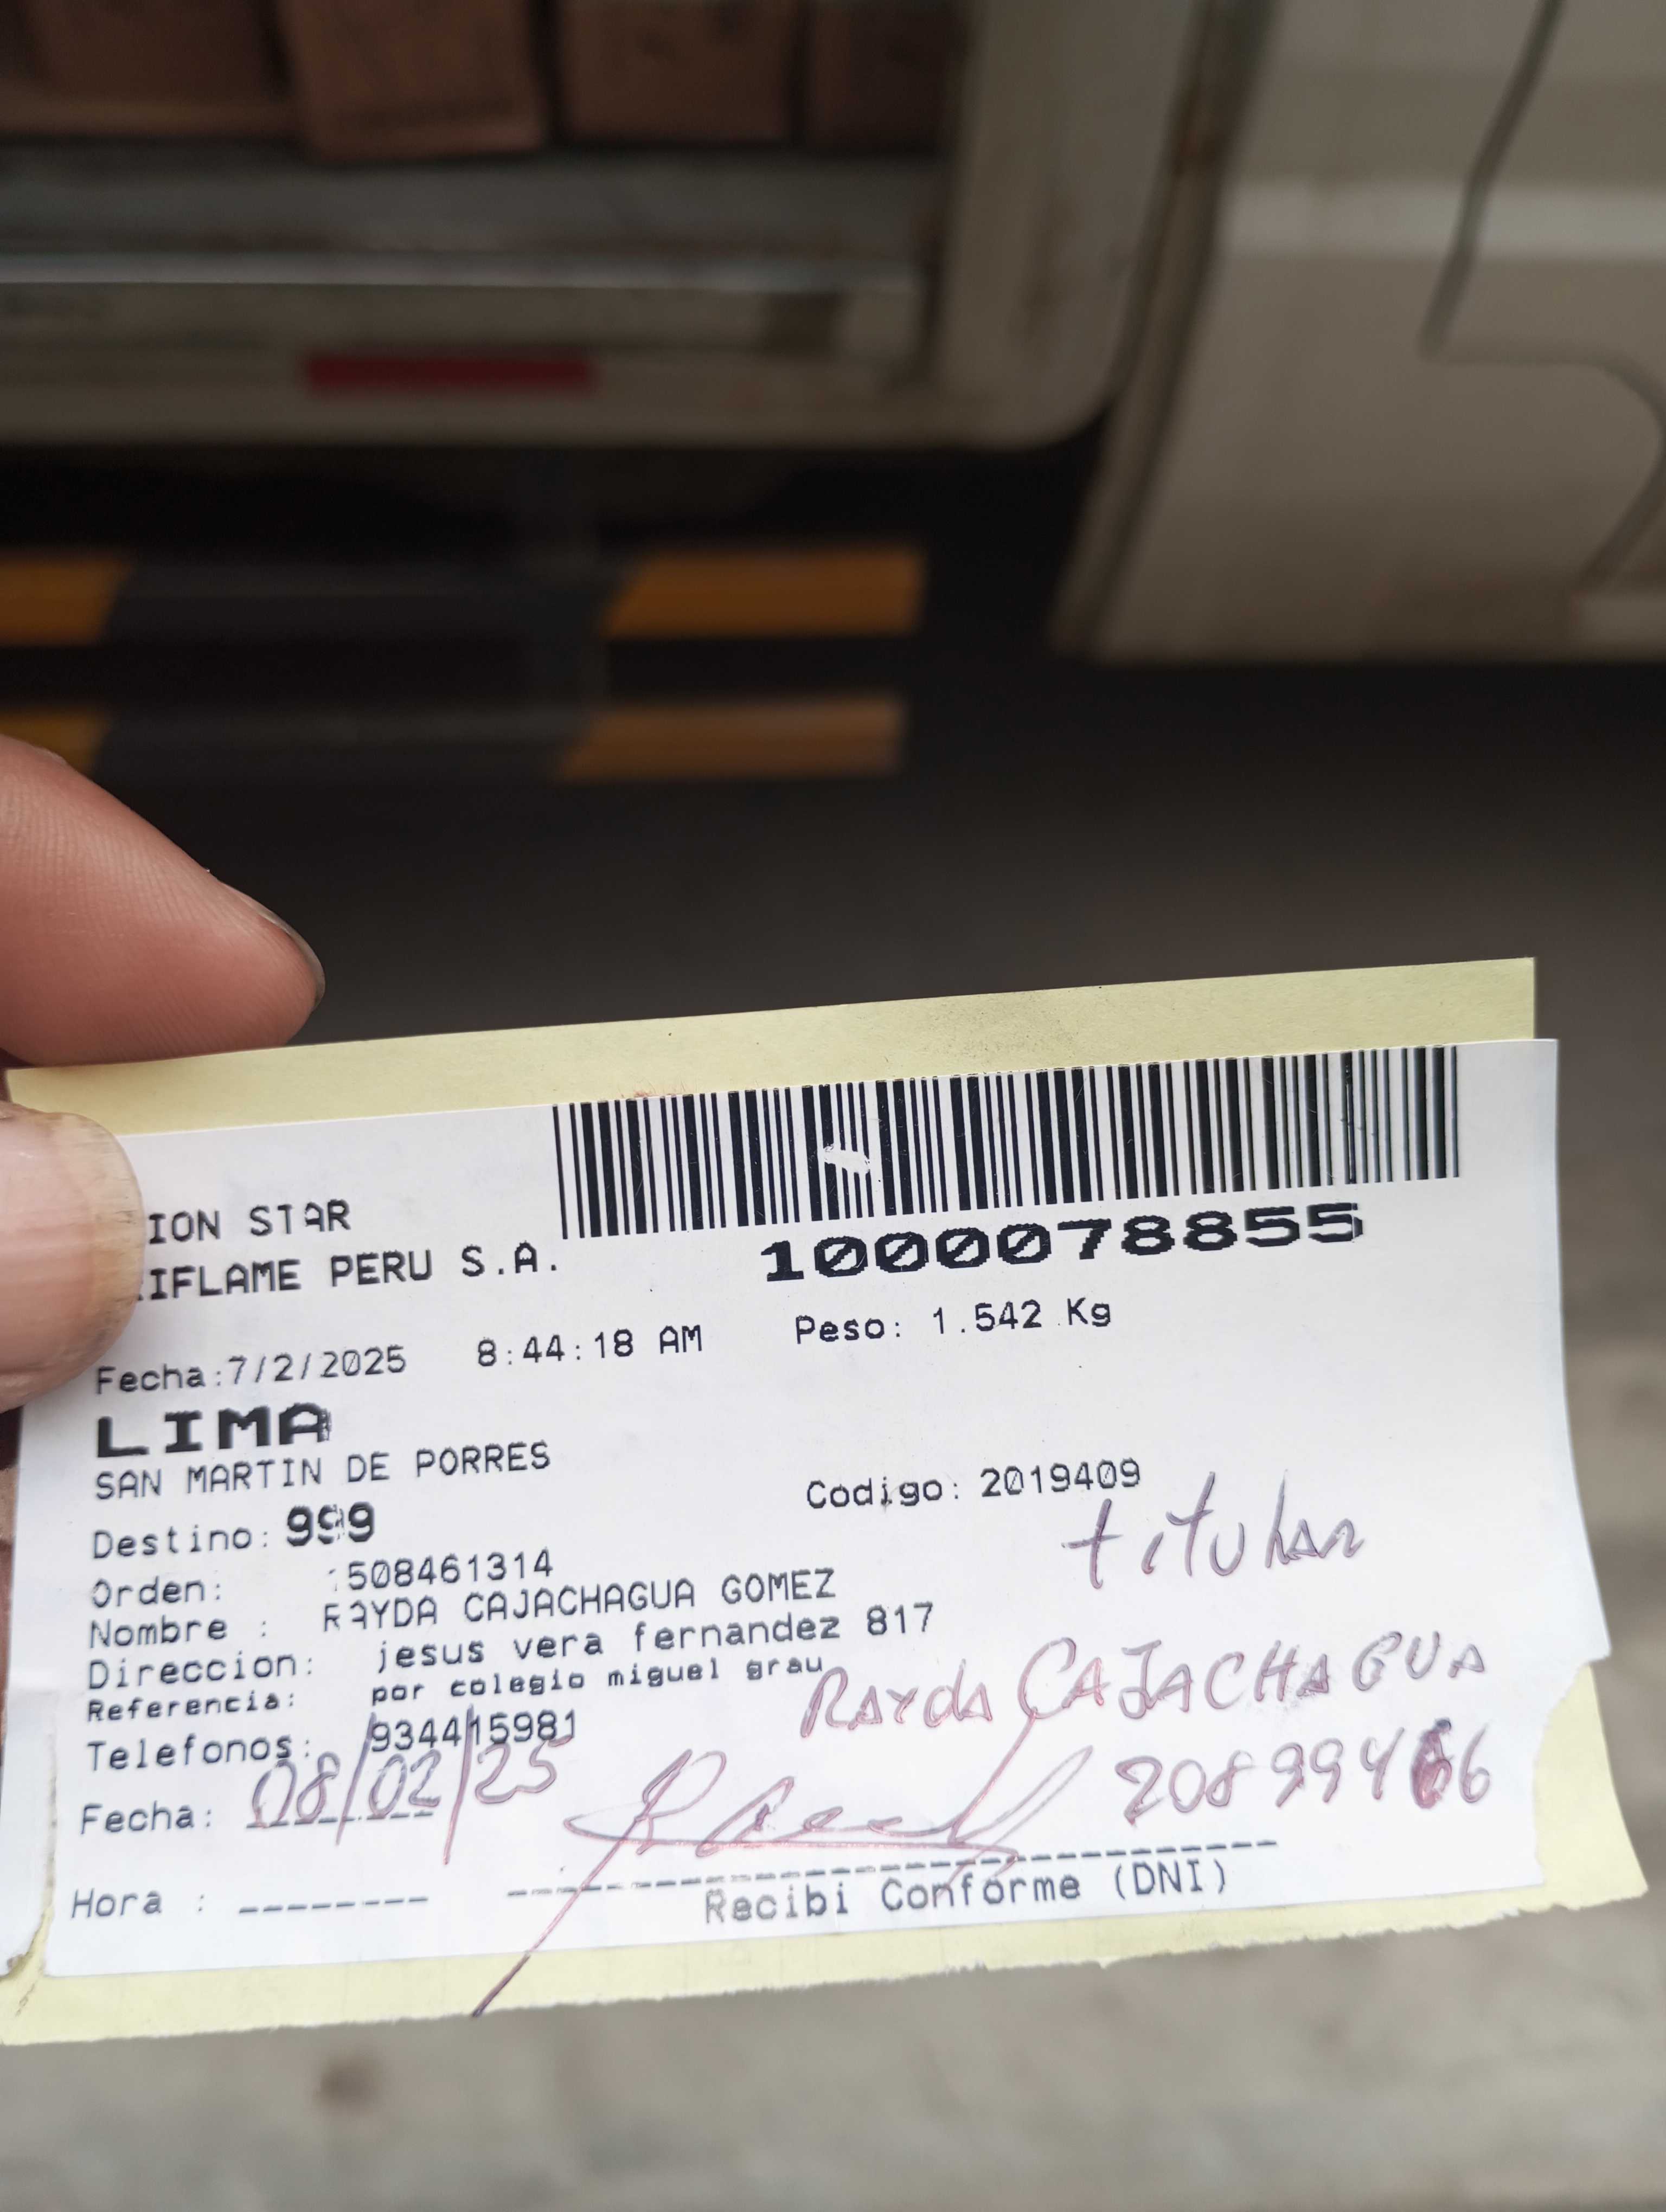 ION STAR
IFLAME PERU S.A.
1000078855
Fecha:7/2/2025 8:44:18 AM Peso: 1.542 Kg
LIMA
SAN MARTIN DE PORRES
Codigo: 2019409
Destino: 999
titular
Orden: 508461314
Nombre : RAYDA CAJACHAGUA GOMEZ
Direccion: jesus vera fernandez 817
Referencia: por colegio miguel grau
Rayda CAJACHAGUA
Telefonos: 934415981
Fecha: 08/02/25
Hora :
Recibi Conforme (DNI)